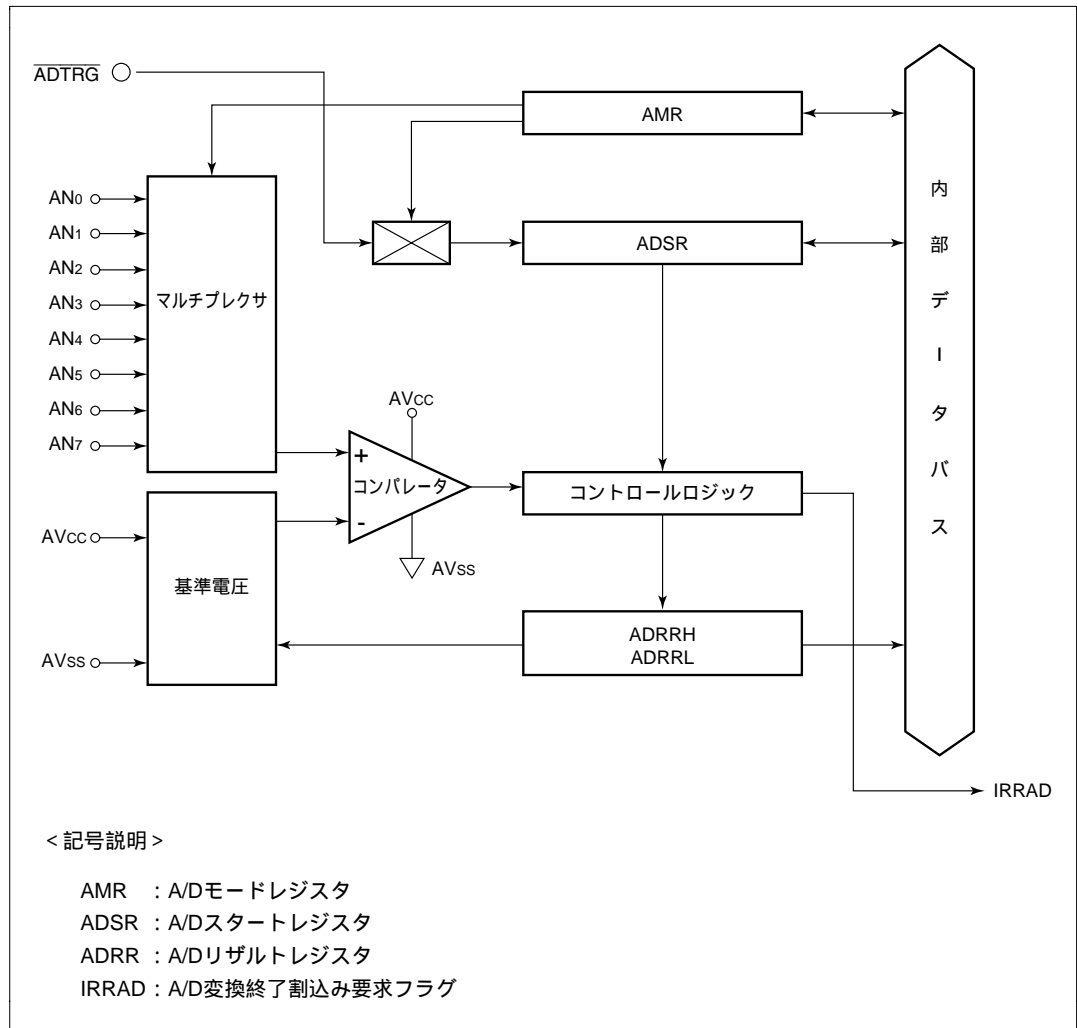 ADTRG
AMR
AN0
AN1
AN2
AN3
AN4
AN5
AN6
AN7
マルチプレクサ
ADSR
内部データバス
AVCC
+
コンパレータ
-
AVSS
コントロールロジック
AVCC
基準電圧
AVSS
ADRRH
ADRRL
IRRAD
<記号説明>
AMR :A/Dモードレジスタ
ADSR :A/Dスタートレジスタ
ADRR :A/Dリザルトレジスタ
IRRAD:A/D変換終了割込み要求フラグ